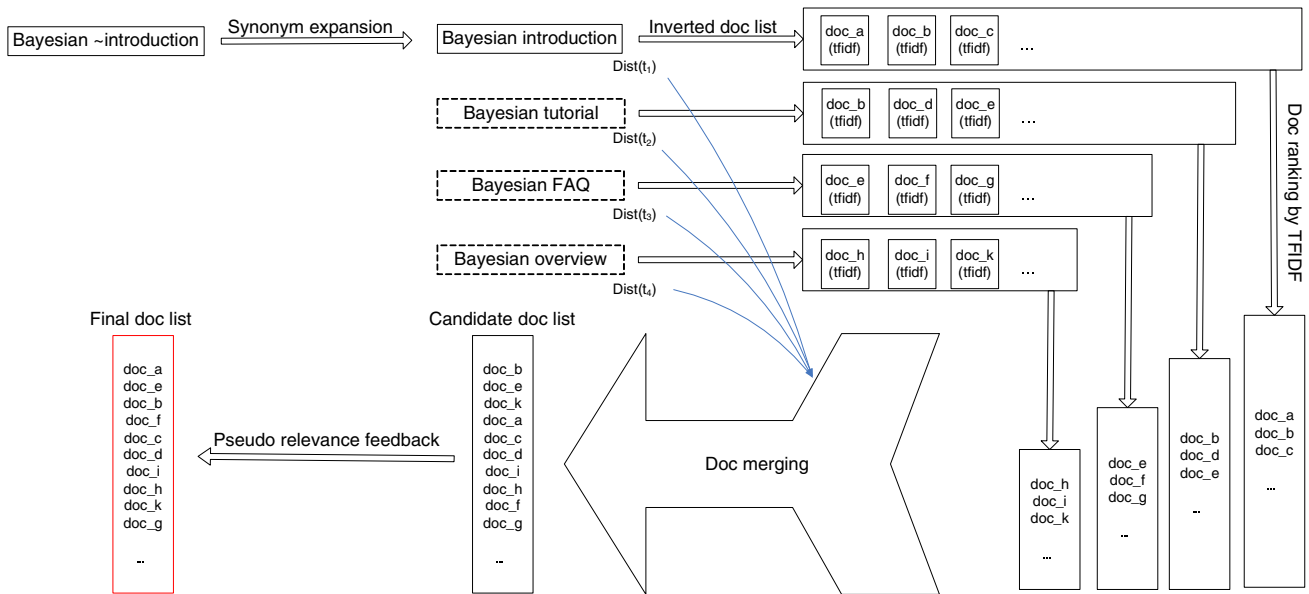 Bayesian ~introduction
Synonym expansion
Bayesian introduction
Inverted doc list
doc_a
(tfidf)
doc_b
(tfidf)
doc_c
(tfidf)
...
Dist(t1)
Bayesian tutorial
doc_b
(tfidf)
doc_d
(tfidf)
doc_e
(tfidf)
...
Dist(t2)
Bayesian FAQ
doc_e
(tfidf)
doc_f
(tfidf)
doc_g
(tfidf)
...
Dist(t3)
Bayesian overview
doc_h
(tfidf)
doc_i
(tfidf)
doc_k
(tfidf)
...
Dist(t4)
Doc ranking by TFIDF
Final doc list
doc_a
doc_e
doc_b
doc_f
doc_c
doc_d
doc_i
doc_h
doc_k
doc_g
...
Pseudo relevance feedback
Candidate doc list
doc_b
doc_e
doc_k
doc_a
doc_c
doc_d
doc_i
doc_h
doc_f
doc_g
...
Doc merging
doc_h
doc_i
doc_k
...
doc_e
doc_f
doc_g
...
doc_b
doc_d
doc_e
...
doc_a
doc_b
doc_c
...